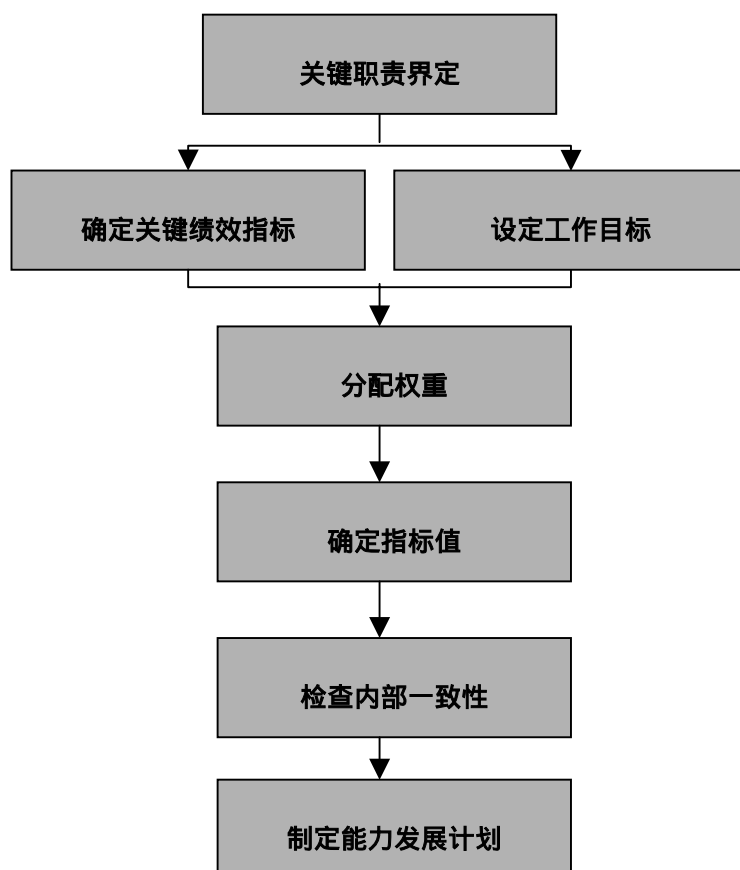 关键职责界定
确定关键绩效指标
设定工作目标
分配权重
确定指标值
检查内部一致性
制定能力发展计划